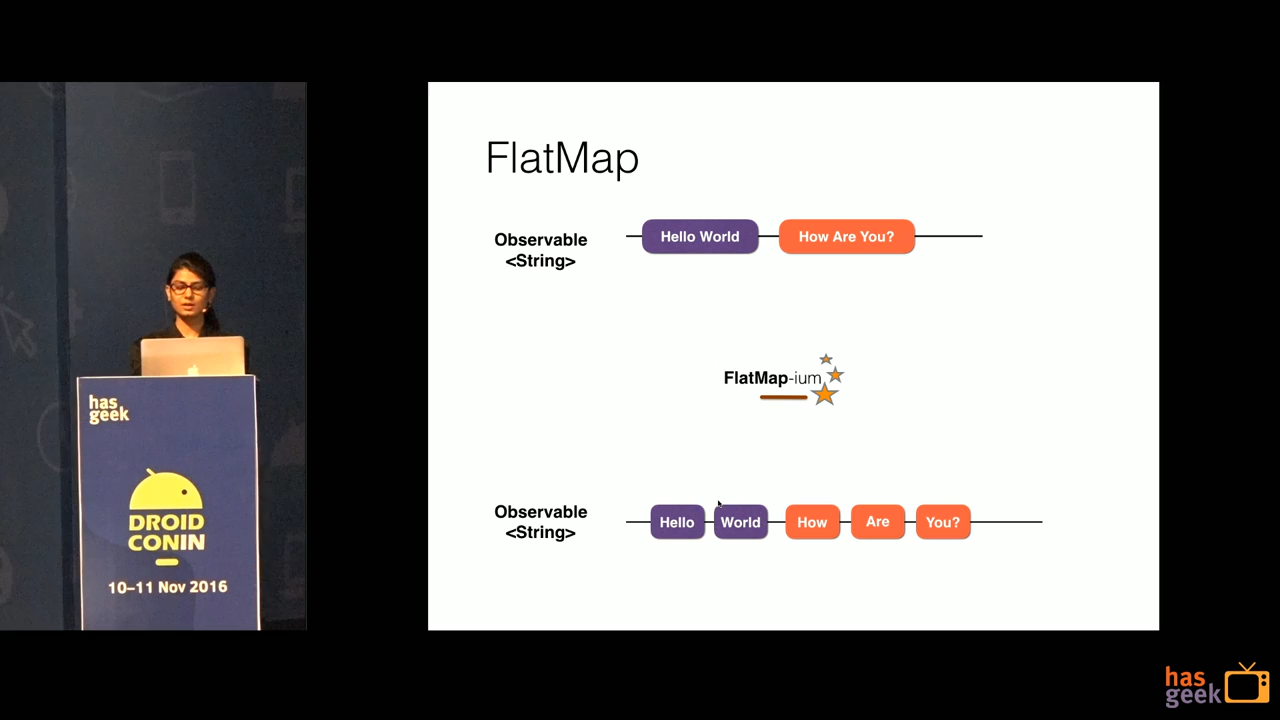 FlatMap
Observable
<String>
Hello World
How Are You?
FlatMap-ium
Observable
<String>
Hello
World
How
Are
You?
has
geek
DROID
CONIN
10–11 Nov 2016
has
geek